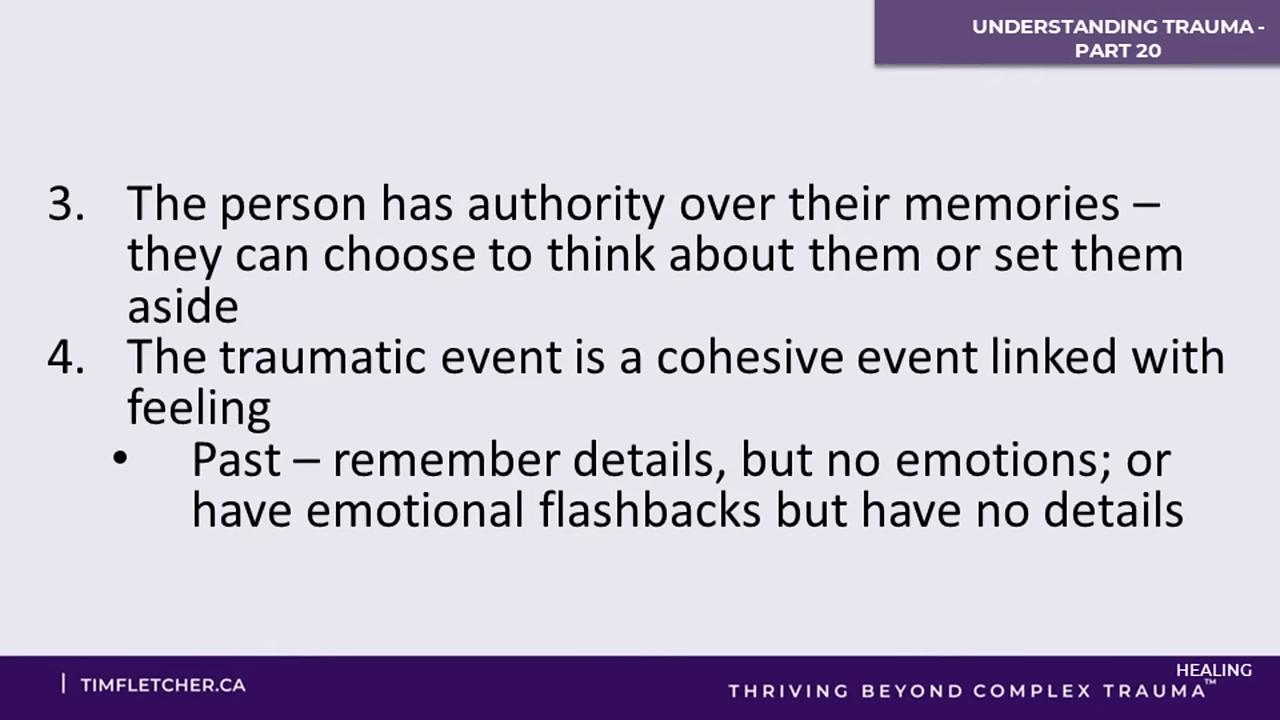 UNDERSTANDING TRAUMA -
PART 20
3. The person has authority over their memories –
they can choose to think about them or set them
aside
4. The traumatic event is a cohesive event linked with
feeling
• Past – remember details, but no emotions; or
have emotional flashbacks but have no details
| TIMFLETCHER.CA
HEALING
THRIVING BEYOND COMPLEX TRAUMA™